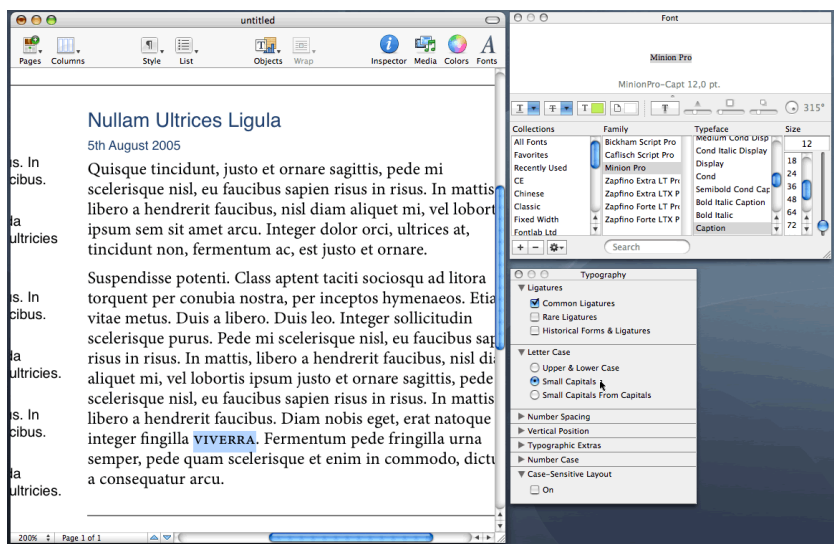 untitled
Pages Columns Style List Objects Wrap Inspector Media Colors Fonts
Nullam Ultrices Ligula
5th August 2005
Quisque tincidunt, justo et ornare sagittis, pede mi
scelerisque nisl, eu faucibus sapien risus in risus. In mattis
libero a hendrerit faucibus, nisl diam aliquet mi, vel lobort
ipsum sem sit amet arcu. Integer dolor orci, ultrices at,
tincidunt non, fermentum ac, est justo et ornare.
Suspendisse potenti. Class aptent taciti sociosqu ad litora
torquent per conubia nostra, per inceptos hymenaeos. Etia
vitae metus. Duis a libero. Duis leo. Integer sollicitudin
scelerisque purus. Pede mi scelerisque nisl, eu faucibus sap
risus in risus. In mattis, libero a hendrerit faucibus, nisl di
aliquet mi, vel lobortis ipsum justo et ornare sagittis, pede
scelerisque nisl, eu faucibus sapien risus in risus. In mattis
libero a hendrerit faucibus. Diam nobis eget, erat natoque
integer fingilla VIVERRA. Fermentum pede fringilla urna
semper, pede quam scelerisque et enim in commodo, dictu
a consequatur arcu.
is. In
cibus.
da
ultricies
is. In
cibus.
da
ultricies.
is. In
cibus.
da
ultricies.
200% Page 1 of 1
Font
Minion Pro
MinionPro-Capt 12,0 pt.
T T T D T 315°
Collections Family Typeface Size
All Fonts
Favorites
Recently Used
CE
Chinese
Classic
Fixed Width
Fontlab Ltd
Bickham Script Pro
Caflisch Script Pro
Minion Pro
Zapfino Extra LT Pro
Zapfino Extra LTX P
Zapfino Forte LT Pro
Zapfino Forte LTX P
Medium Cond Disp
Cond Italic Display
Display
Cond
Semibold Cond Cap
Bold Italic Caption
Bold Italic
Caption
12
18
24
36
48
64
72
+ - Search
Typography
Ligatures
Common Ligatures
Rare Ligatures
Historical Forms & Ligatures
Letter Case
Upper & Lower Case
Small Capitals
Small Capitals From Capitals
Number Spacing
Vertical Position
Typographic Extras
Number Case
Case-Sensitive Layout
On